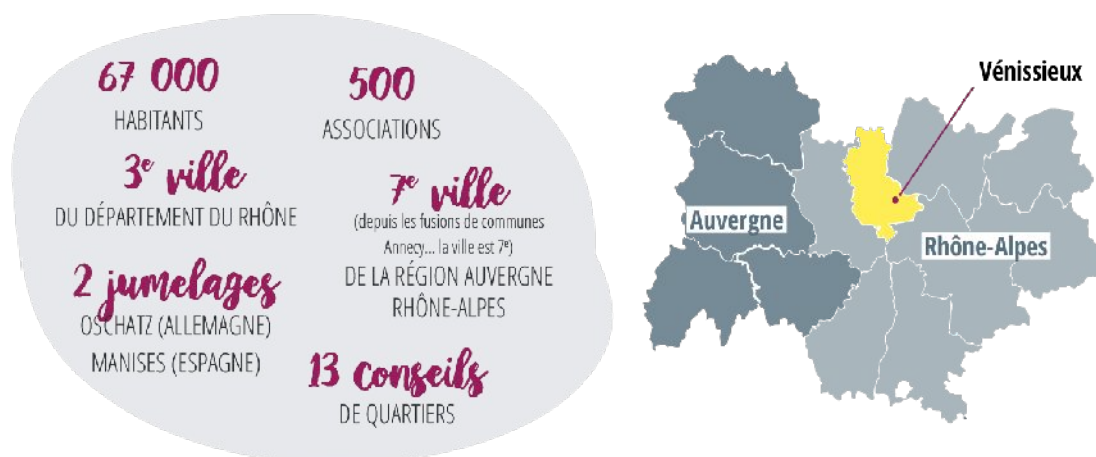 67 000
HABITANTS
500
ASSOCIATIONS
3e ville
DU DÉPARTEMENT DU RHÔNE
7e ville
(depuis les fusions de communes
Annecy... la ville est 7e)
DE LA RÉGION AUVERGNE
RHÔNE-ALPES
2 jumelages
OSCHATZ (ALLEMAGNE)
MANISES (ESPAGNE)
13 conseils
DE QUARTIERS
Vénissieux
Auvergne
Rhône-Alpes